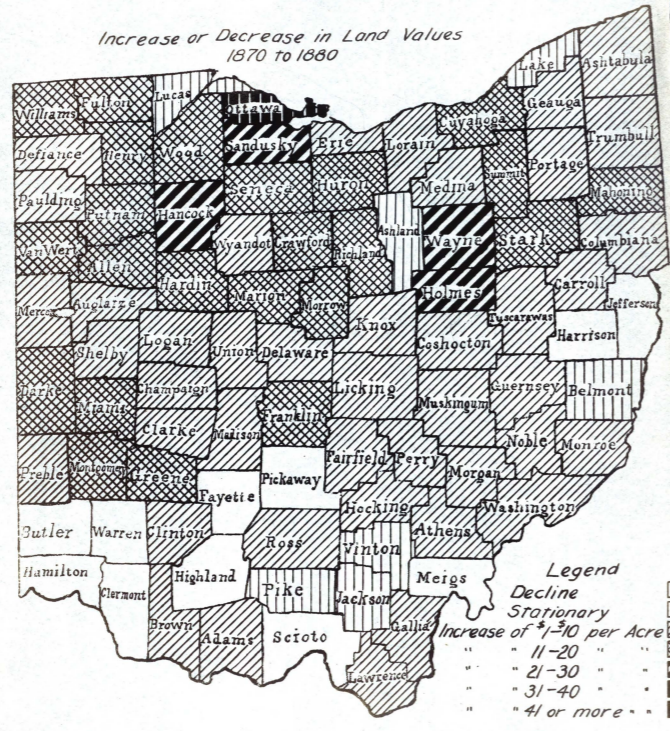 Increase or Decrease in Land Values
1870 to 1880
Lake
Ashtabula
Lucas
Williams
Fulton
Ottawa
Geauga
Cuyahoga
Defiance
Henry
Wood
Sandusky
Erie
Lorain
Trumbull
Portage
Summit
Medina
Seneca
Huron
Paulding
Putnam
Hancock
Mahoning
Ashland
Wayne
Stark
Columbiana
Van Wert
Wyandot
Crawford
Richland
Allen
Hardin
Marion
Morrow
Holmes
Carroll
Jefferson
Mercer
Auglaize
Tuscarawas
Knox
Coshocton
Harrison
Logan
Union
Delaware
Shelby
Darke
Champaign
Licking
Guernsey
Belmont
Miami
Muskingum
Clarke
Madison
Franklin
Noble
Monroe
Preble
Montgomery
Greene
Fairfield
Perry
Morgan
Pickaway
Fayetie
Hocking
Washington
Butler
Warren
Clinton
Ross
Athens
Vinton
Hamilton
Clermont
Highland
Pike
Jackson
Meigs
Brown
Adams
Scioto
Gallia
Lawrence
Legend
Decline
Stationary
Increase of $1-$10 per Acre
" " 11-20 " "
" " 21-30 " "
" " 31-40 " "
" " 41 or more " "